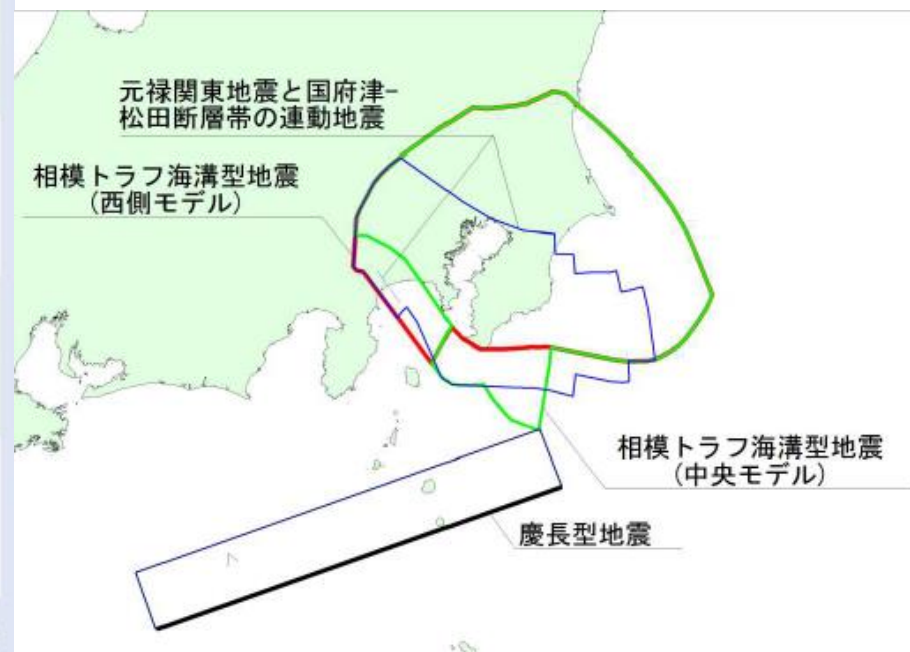 元禄関東地震と国府津-
松田断層帯の連動地震
相模トラフ海溝型地震
(西側モデル)
相模トラフ海溝型地震
(中央モデル)
慶長型地震